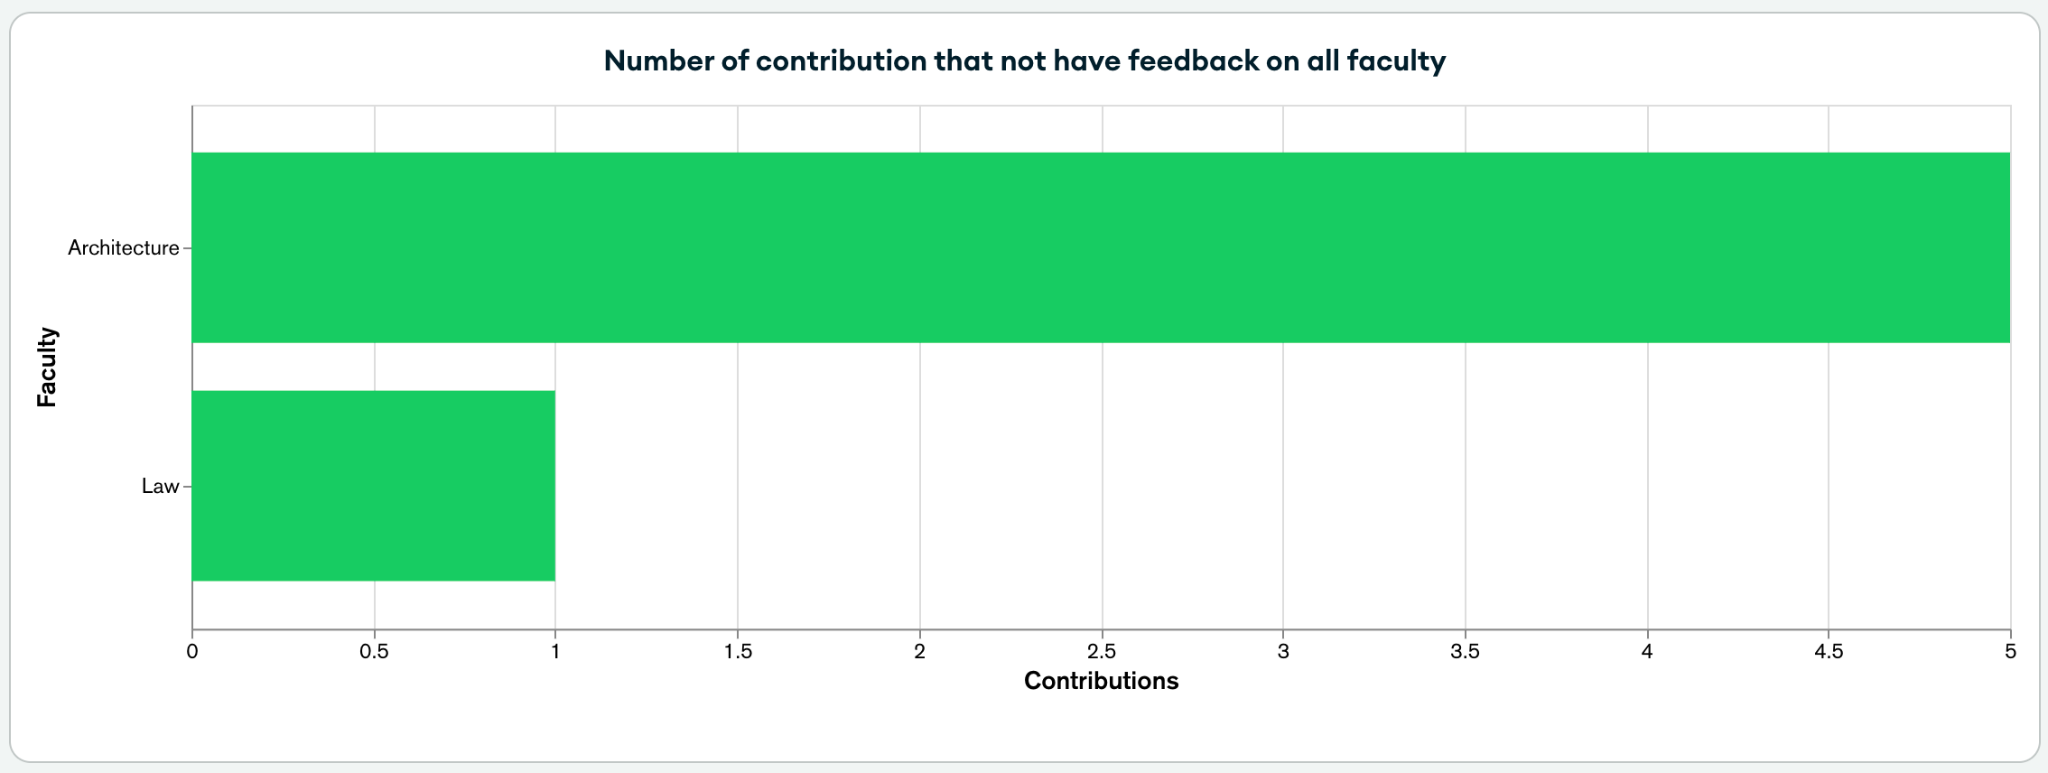 Number of contribution that not have feedback on all faculty
Architecture
Faculty
Law
0 0.5 1 1.5 2 2.5 3 3.5 4 4.5 5
Contributions